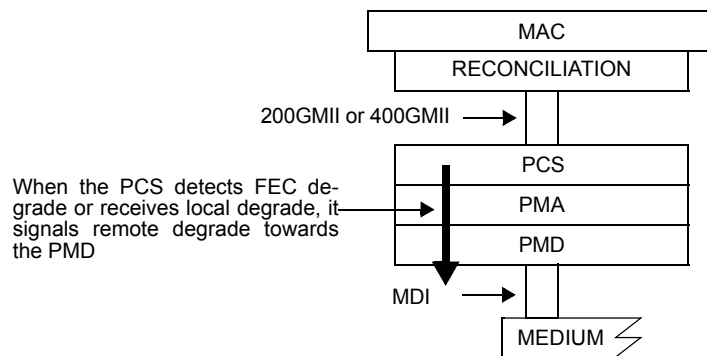 MAC
RECONCILIATION
200GMII or 400GMII
PCS
When the PCS detects FEC de-
grade or receives local degrade, it
signals remote degrade towards
the PMD
PMA
PMD
MDI
MEDIUM